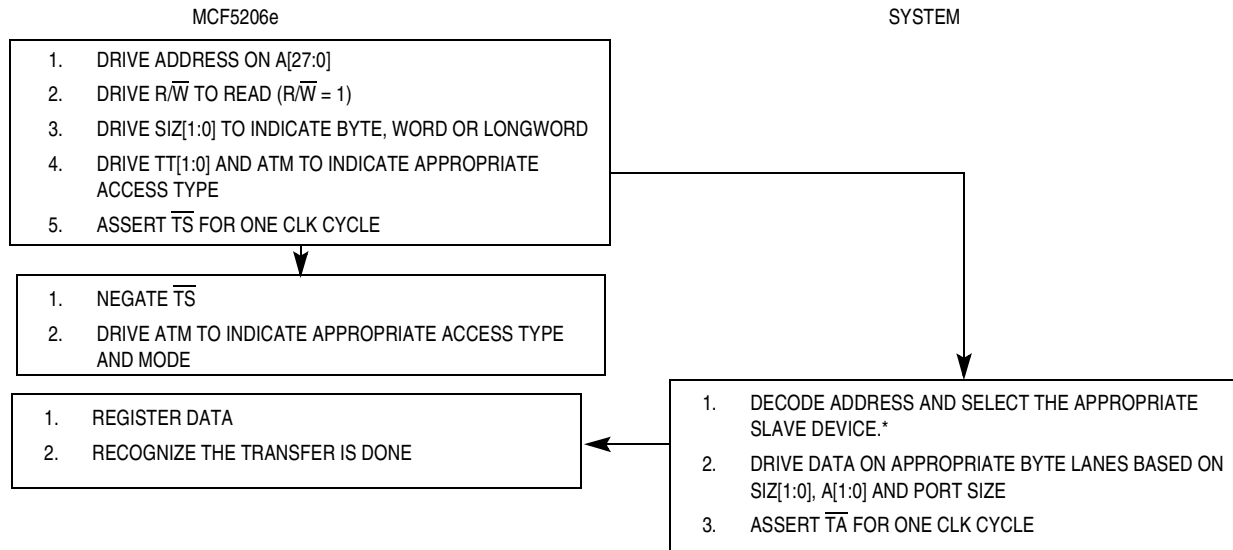 MCF5206e
SYSTEM
1. DRIVE ADDRESS ON A[27:0]
2. DRIVE R/W̅ TO READ (R/W̅ = 1)
3. DRIVE SIZ[1:0] TO INDICATE BYTE, WORD OR LONGWORD
4. DRIVE TT[1:0] AND ATM TO INDICATE APPROPRIATE
ACCESS TYPE
5. ASSERT T̅S̅ FOR ONE CLK CYCLE
1. NEGATE T̅S̅
2. DRIVE ATM TO INDICATE APPROPRIATE ACCESS TYPE
AND MODE
1. REGISTER DATA
2. RECOGNIZE THE TRANSFER IS DONE
1. DECODE ADDRESS AND SELECT THE APPROPRIATE
SLAVE DEVICE.*
2. DRIVE DATA ON APPROPRIATE BYTE LANES BASED ON
SIZ[1:0], A[1:0] AND PORT SIZE
3. ASSERT T̅A̅ FOR ONE CLK CYCLE